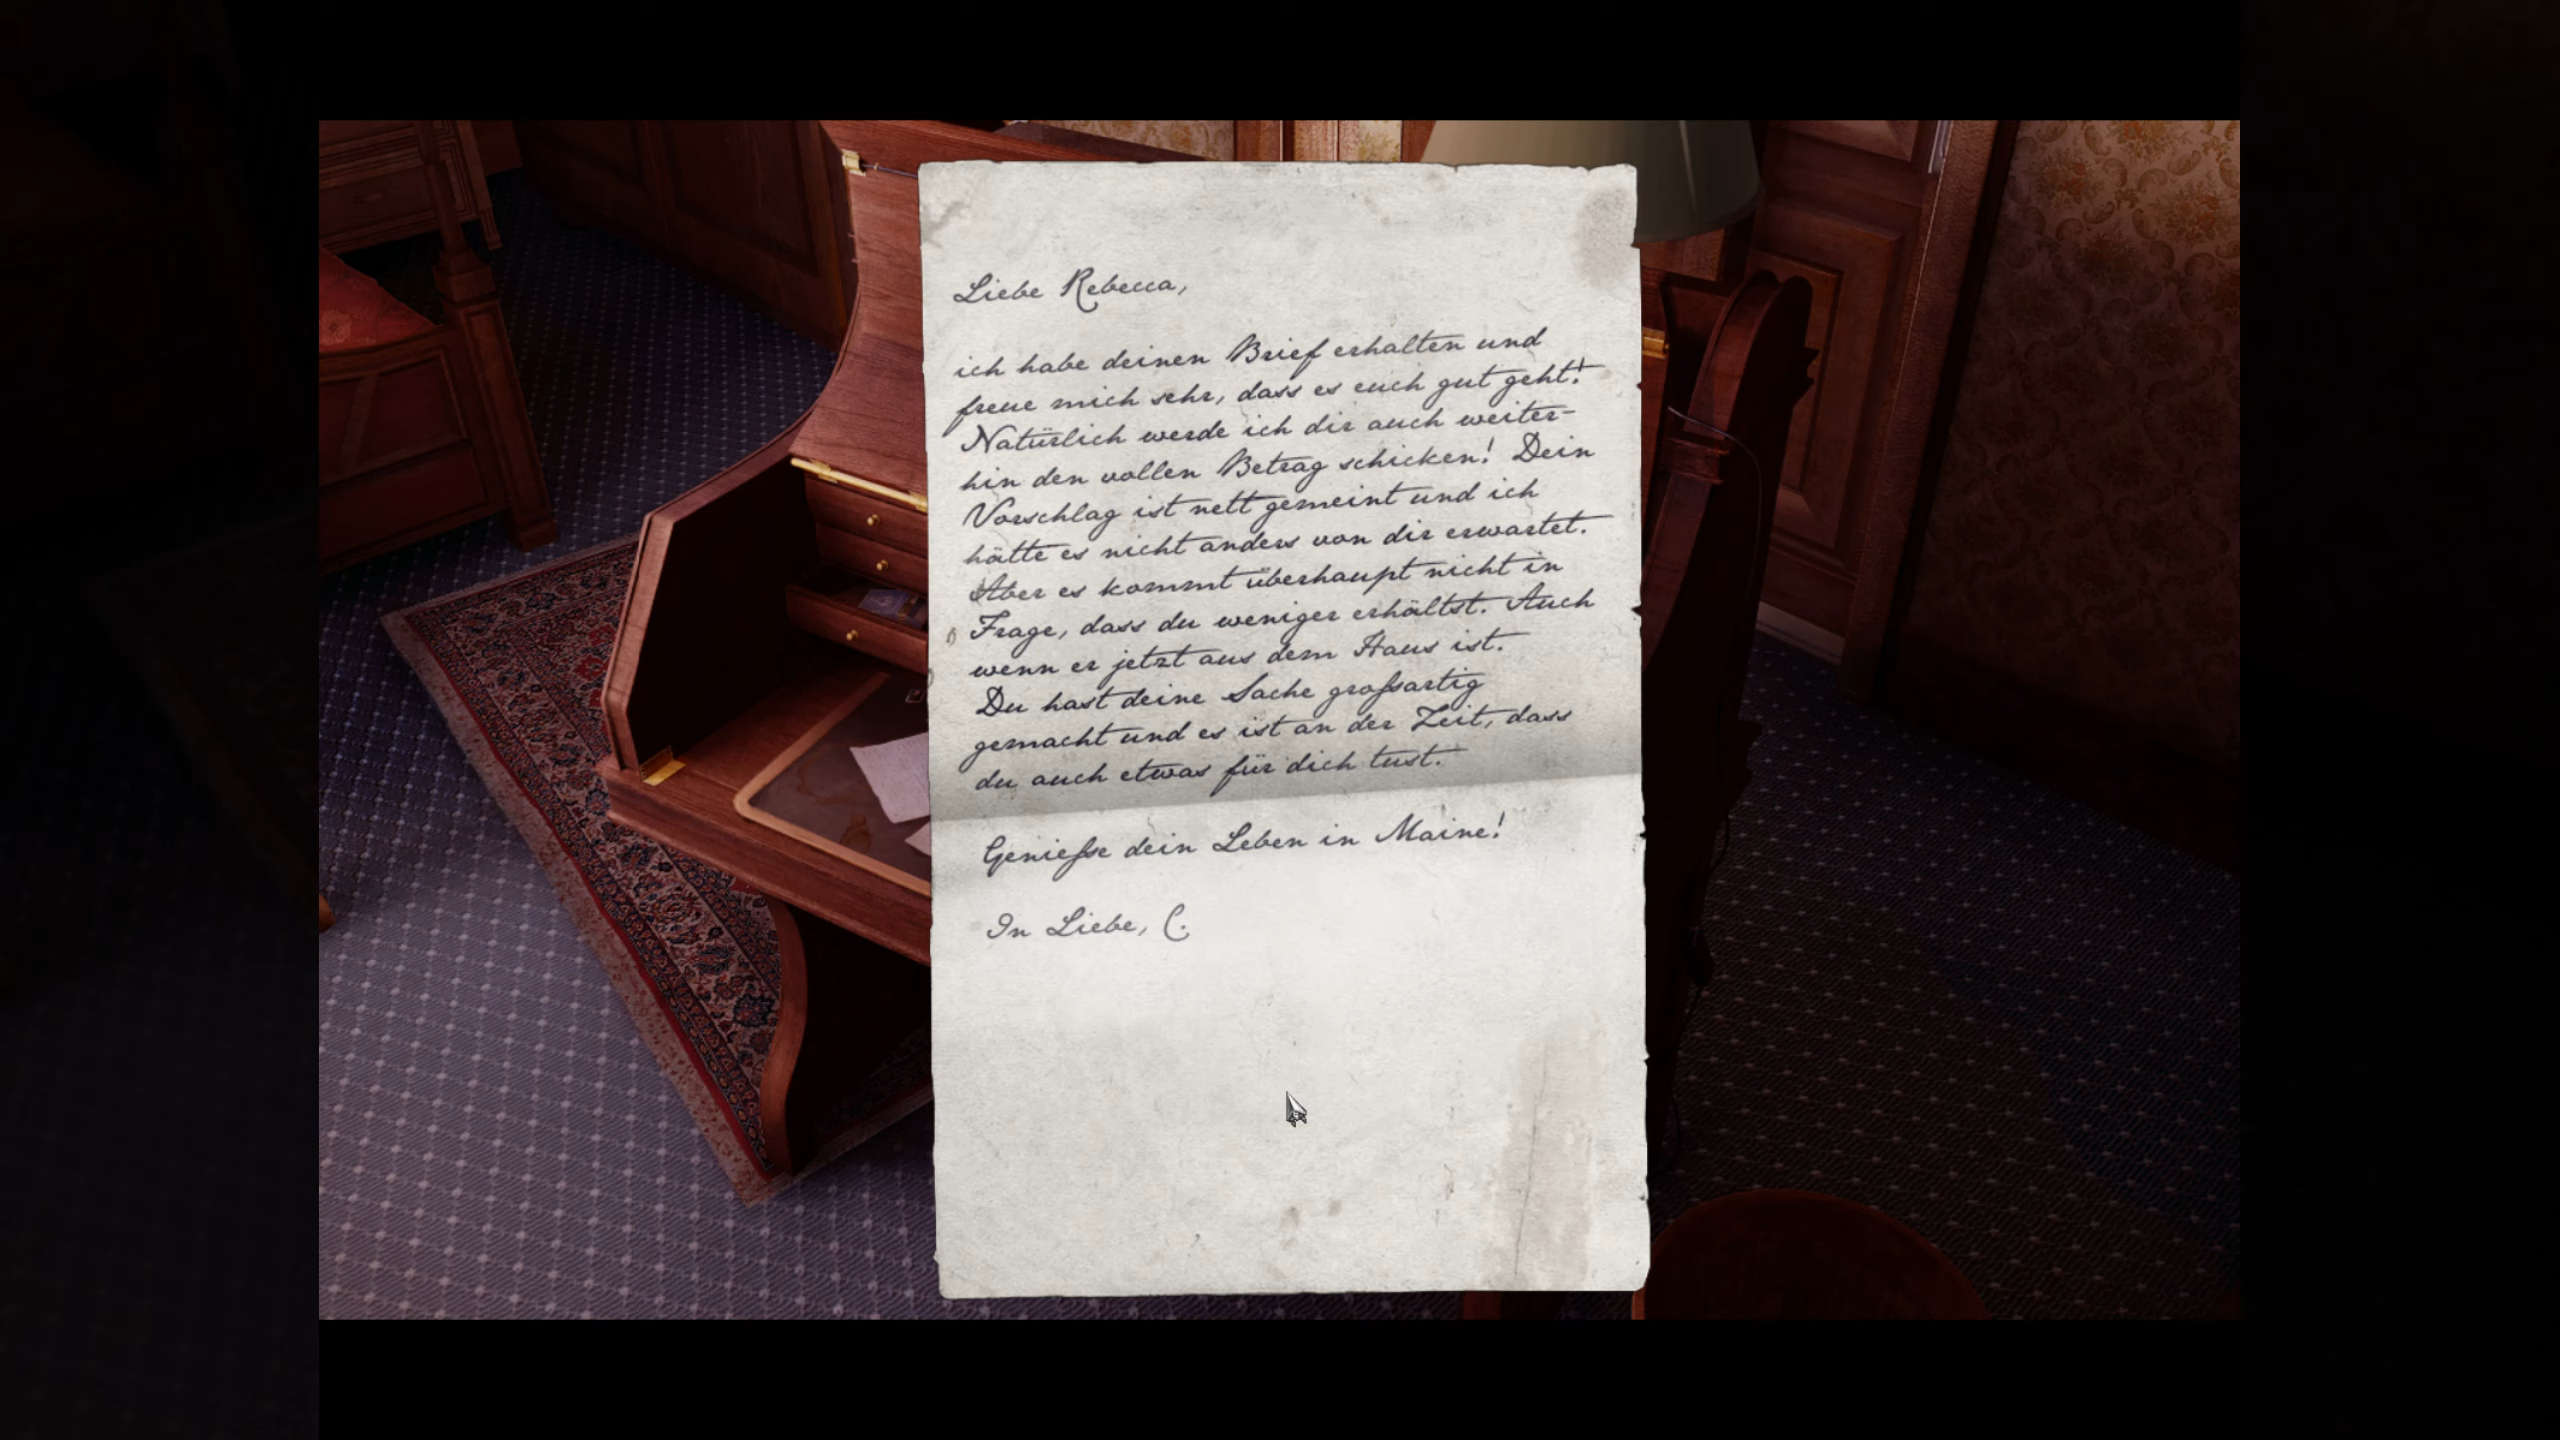 Liebe Rebecca,
ich habe deinen Brief erhalten und
freue mich sehr, dass es euch gut geht!
Natürlich werde ich dir auch weiter-
hin den vollen Betrag schicken! Dein
Vorschlag ist nett gemeint und ich
hätte es nicht anders von dir erwartet.
Aber es kommt überhaupt nicht in
Frage, dass du weniger erhältst. Auch
wenn er jetzt aus dem Haus ist.
Du hast deine Sache großartig
gemacht und es ist an der Zeit, dass
du auch etwas für dich tust.
Genieße dein Leben in Maine!
In Liebe, C.